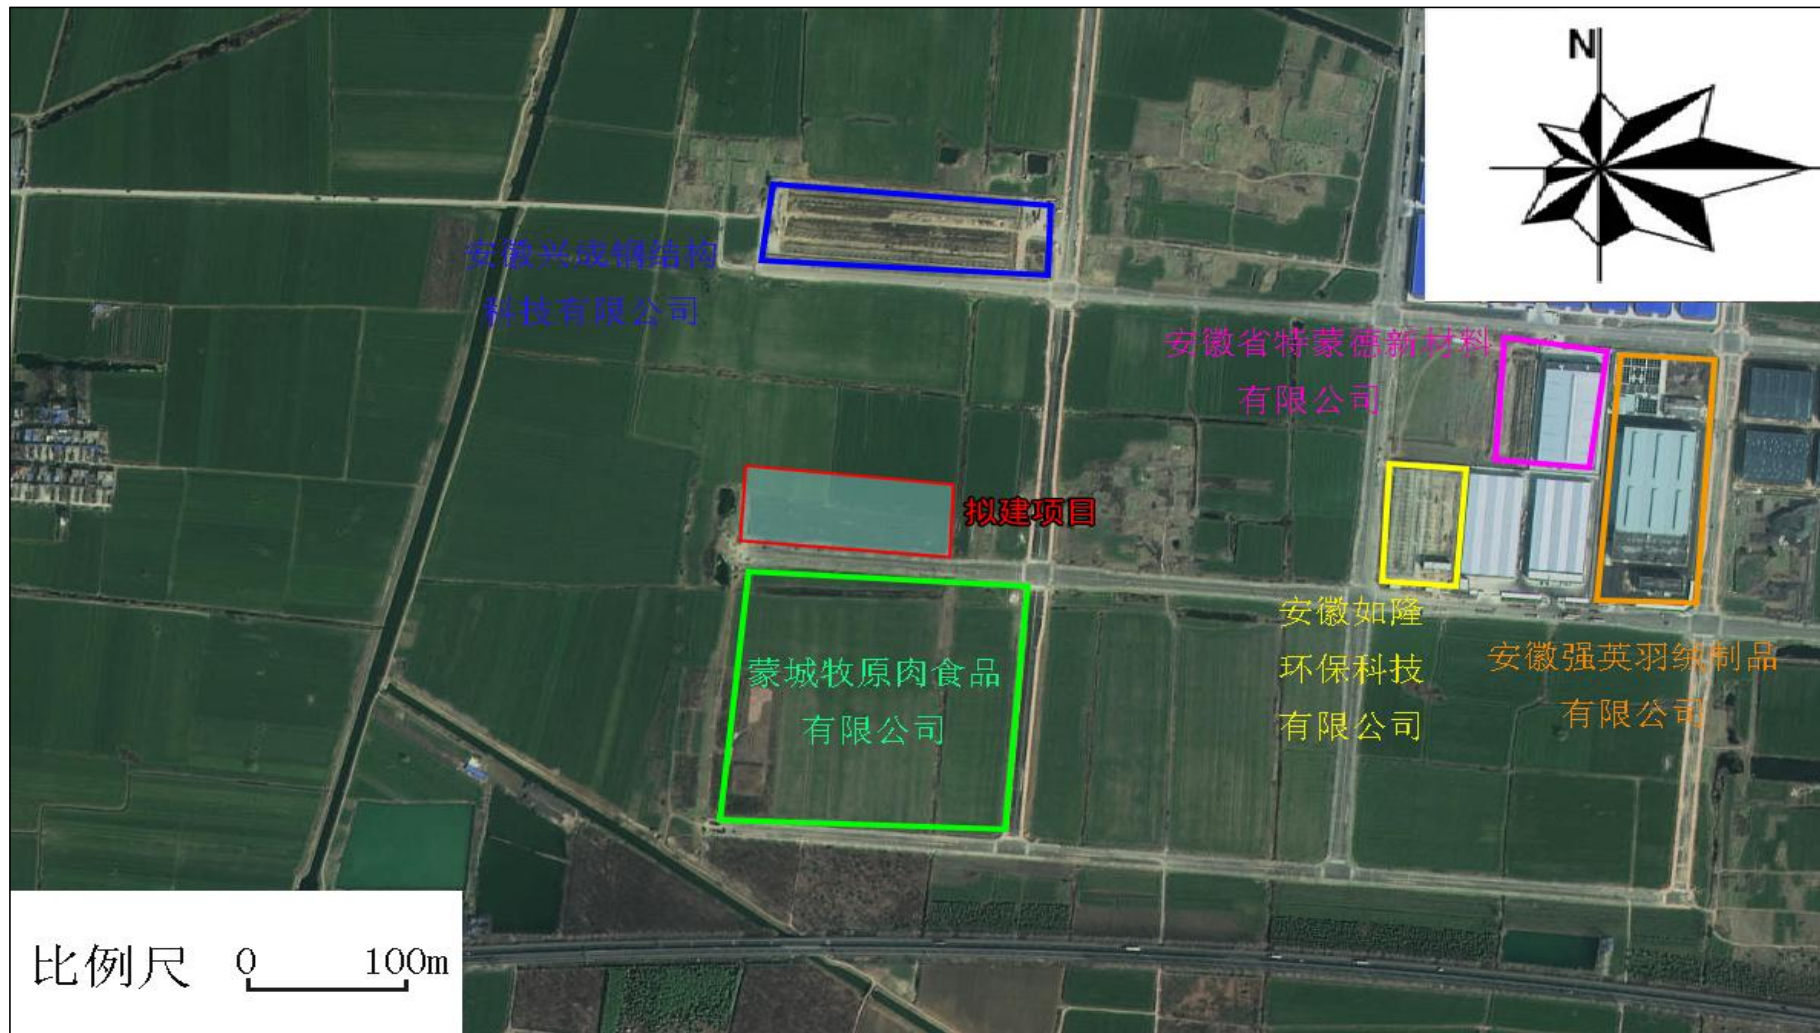 N
安徽兴成钢结构
科技有限公司
安徽省特蒙德新材料
有限公司
拟建项目
安徽如隆
环保科技
有限公司
安徽强英羽绒制品
有限公司
蒙城牧原肉食品
有限公司
比例尺 0 100m